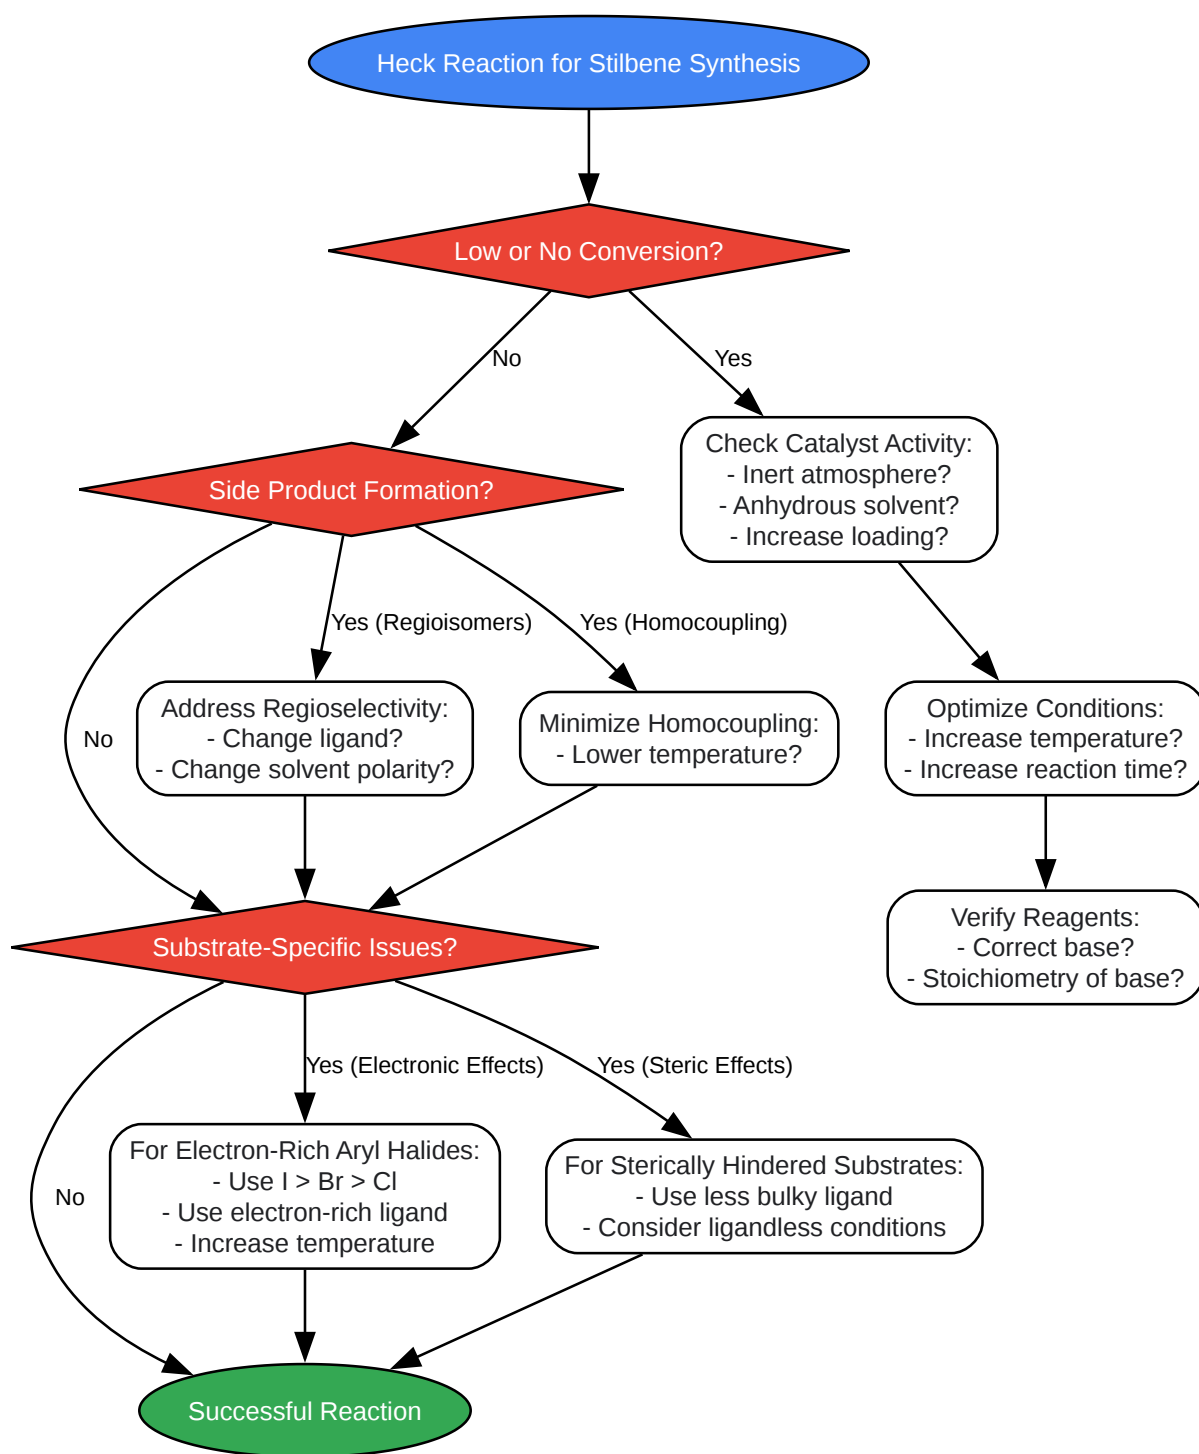 Heck Reaction for Stilbene Synthesis
Low or No Conversion?
No
Yes
Check Catalyst Activity:
- Inert atmosphere?
- Anhydrous solvent?
- Increase loading?
Side Product Formation?
Yes (Regioisomers)
Yes (Homocoupling)
No
Address Regioselectivity:
- Change ligand?
- Change solvent polarity?
Minimize Homocoupling:
- Lower temperature?
Optimize Conditions:
- Increase temperature?
- Increase reaction time?
Verify Reagents:
- Correct base?
- Stoichiometry of base?
Substrate-Specific Issues?
Yes (Electronic Effects)
Yes (Steric Effects)
No
For Electron-Rich Aryl Halides:
- Use I > Br > Cl
- Use electron-rich ligand
- Increase temperature
For Sterically Hindered Substrates:
- Use less bulky ligand
- Consider ligandless conditions
Successful Reaction